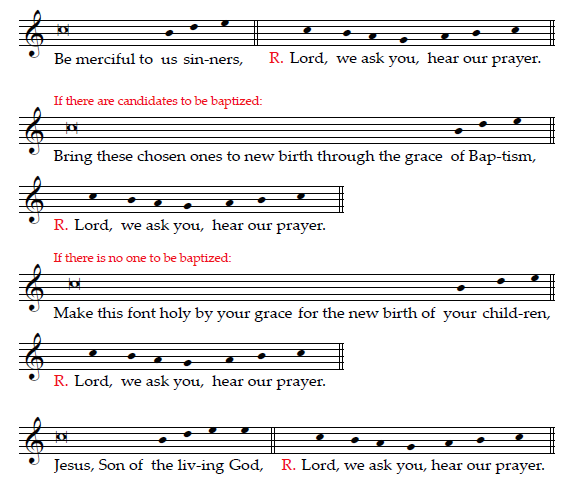 Be merciful to us sin-ners, R. Lord, we ask you, hear our prayer.
If there are candidates to be baptized:
Bring these chosen ones to new birth through the grace of Bap-tism,
R. Lord, we ask you, hear our prayer.
If there is no one to be baptized:
Make this font holy by your grace for the new birth of your child-ren,
R. Lord, we ask you, hear our prayer.
Jesus, Son of the liv-ing God, R. Lord, we ask you, hear our prayer.